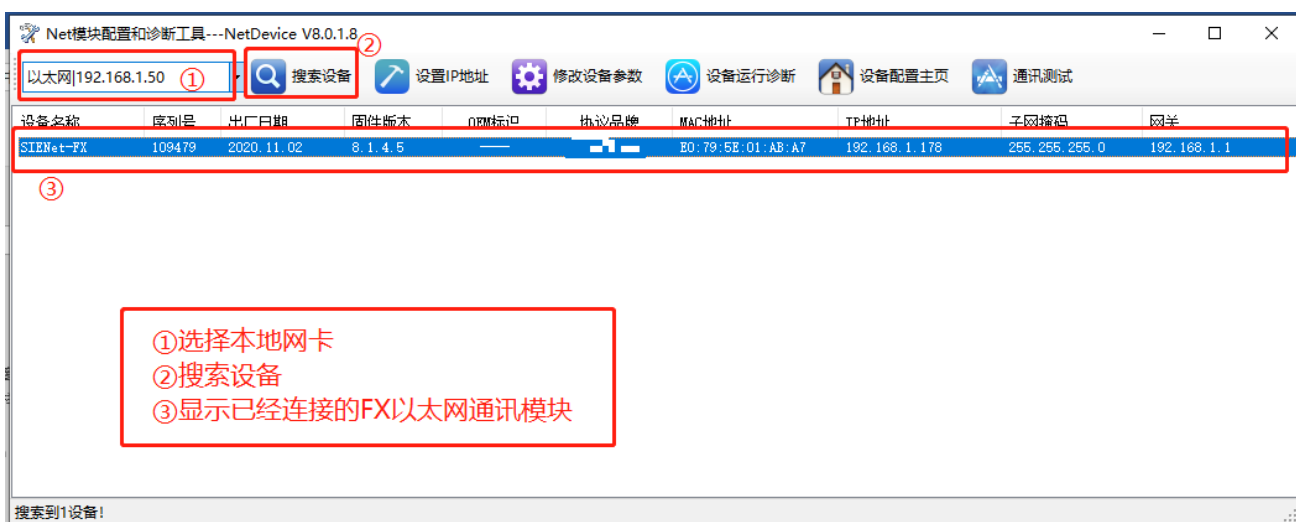 Net模块配置和诊断工具---NetDevice V8.0.1.8
②
以太网|192.168.1.50 ① 搜索设备 设置IP地址 修改设备参数 设备运行诊断 设备配置主页 通讯测试
设备名称 序列号 出厂日期 固件版本 OEM标识 协议品牌 MAC地址 IP地址 子网掩码 网关
SIENet-FX 109479 2020.11.02 8.1.4.5 —— E0:79:5E:01:AB:A7 192.168.1.178 255.255.255.0 192.168.1.1
③
①选择本地网卡
②搜索设备
③显示已经连接的FX以太网通讯模块
搜索到1设备!